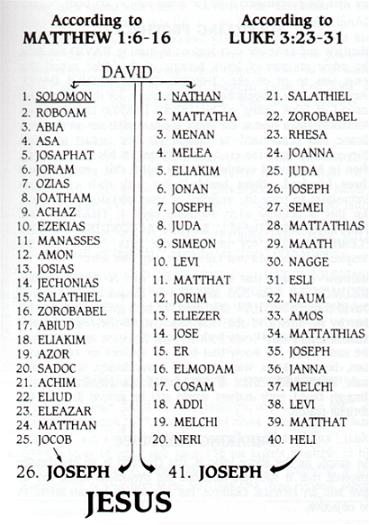 According to
MATTHEW 1:6-16
According to
LUKE 3:23-31
DAVID
1. SOLOMON
2. ROBOAM
3. ABIA
4. ASA
5. JOSAPHAT
6. JORAM
7. OZIAS
8. JOATHAM
9. ACHAZ
10. EZEKIAS
11. MANASSES
12. AMON
13. JOSIAS
14. JECHONIAS
15. SALATHIEL
16. ZOROBABEL
17. ABIUD
18. ELIAKIM
19. AZOR
20. SADOC
21. ACHIM
22. ELIUD
23. ELEAZAR
24. MATTHAN
25. JOCOB
26. JOSEPH
1. NATHAN
2. MATTATHA
3. MENAN
4. MELEA
5. ELIAKIM
6. JONAN
7. JOSEPH
8. JUDA
9. SIMEON
10. LEVI
11. MATTHAT
12. JORIM
13. ELIEZER
14. JOSE
15. ER
16. ELMODAM
17. COSAM
18. ADDI
19. MELCHI
20. NERI
21. SALATHIEL
22. ZOROBABEL
23. RHESA
24. JOANNA
25. JUDA
26. JOSEPH
27. SEMEI
28. MATTATHIAS
29. MAATH
30. NAGGE
31. ESLI
32. NAUM
33. AMOS
34. MATTATHIAS
35. JOSEPH
36. JANNA
37. MELCHI
38. LEVI
39. MATTHAT
40. HELI
41. JOSEPH
JESUS